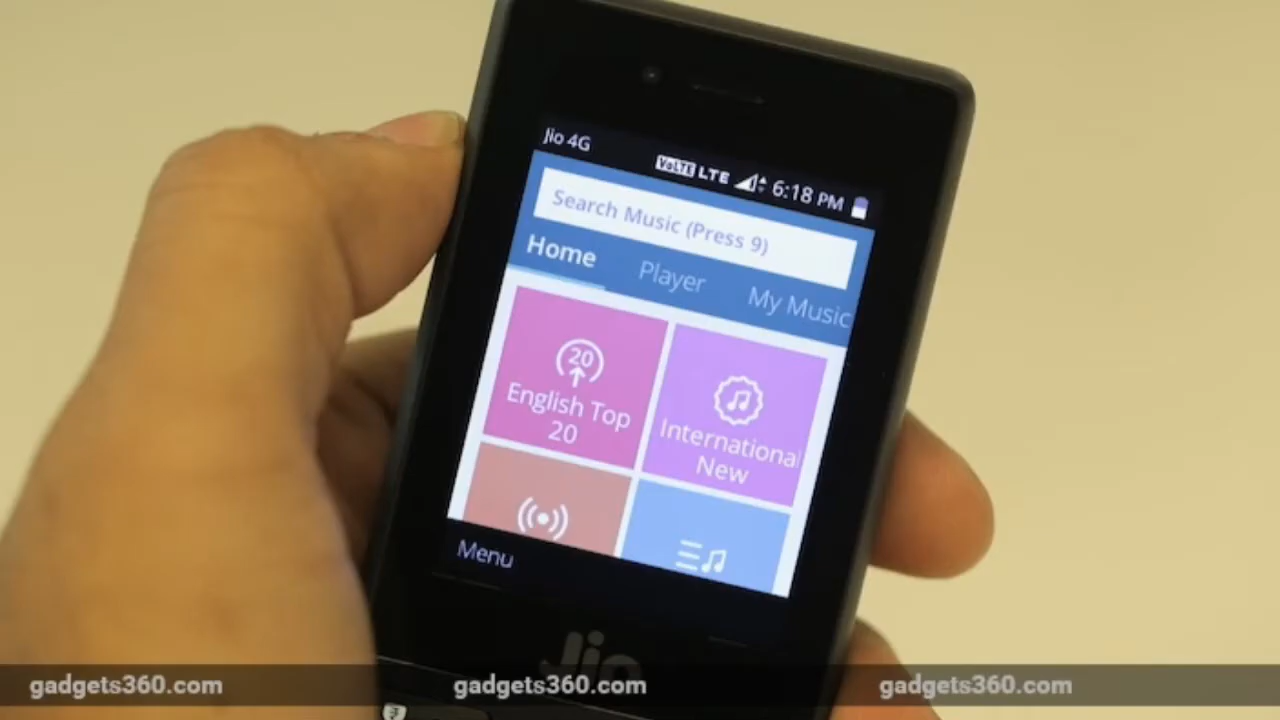 Jio 4G
VoLTE LTE 6:18 PM
Search Music (Press 9)
Home Player My Music
20
English Top
20
International
New
Menu
Jio
gadgets360.com gadgets360.com gadgets360.com